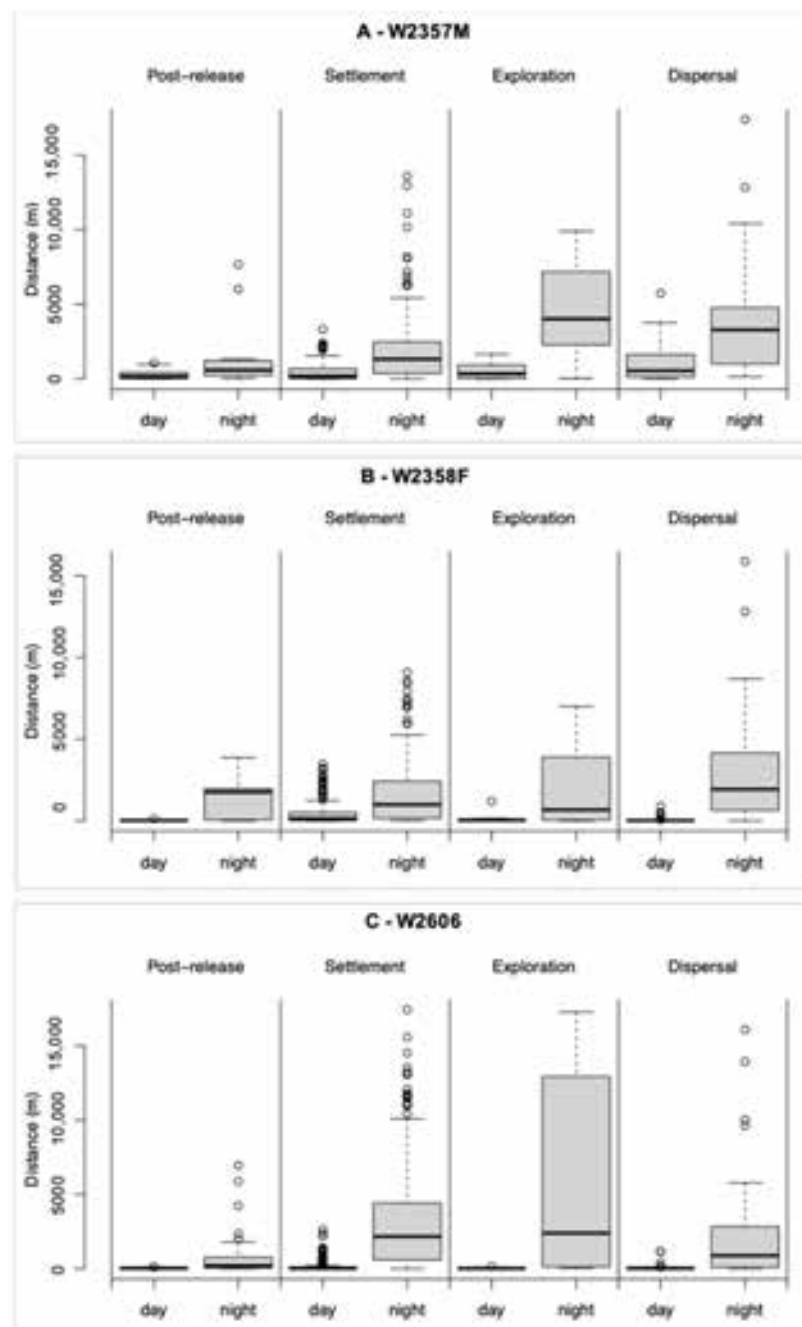 A - W2357M
Post-release Settlement Exploration Dispersal
Distance (m)
15,000
10,000
5000
0
day night day night day night day night
B - W2358F
Post-release Settlement Exploration Dispersal
Distance (m)
15,000
10,000
5000
0
day night day night day night day night
C - W2606
Post-release Settlement Exploration Dispersal
Distance (m)
15,000
10,000
5000
0
day night day night day night day night